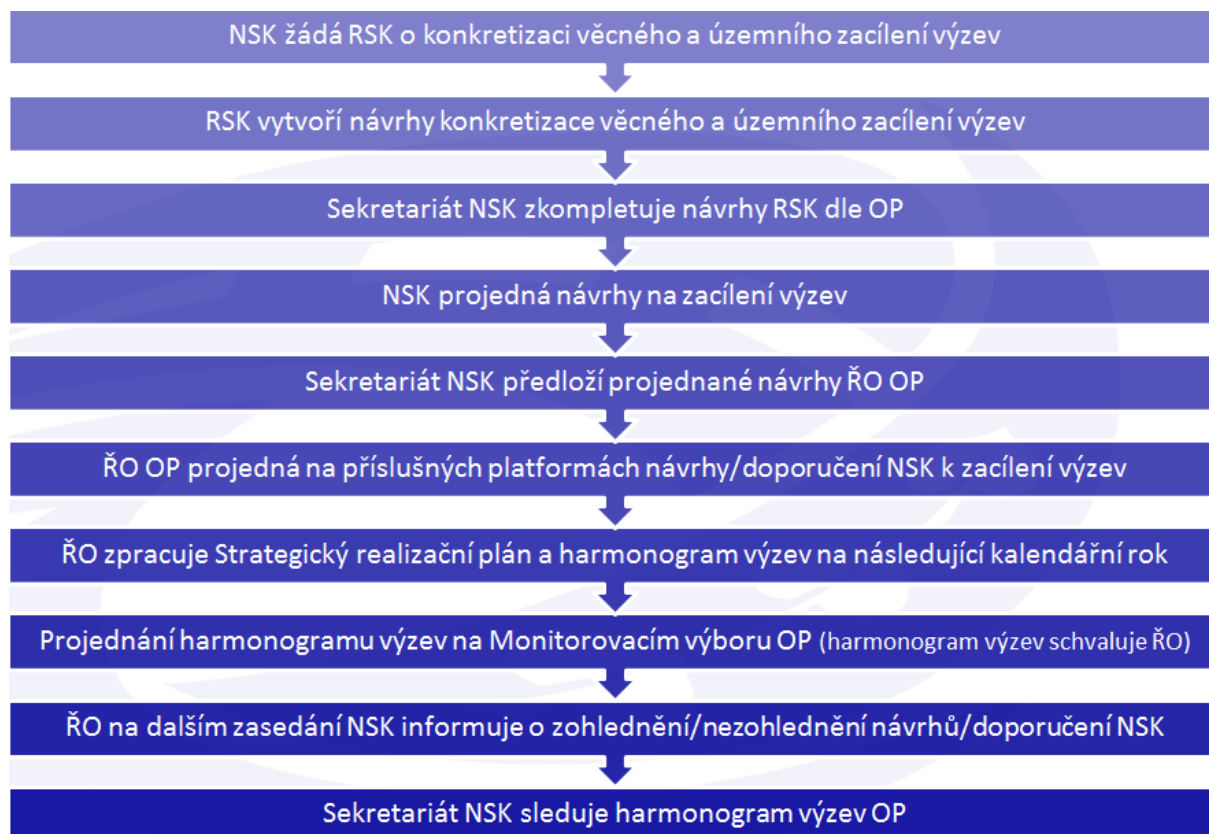 NSK žádá RSK o konkretizaci věcného a územního zacílení výzev
RSK vytvoří návrhy konkretizace věcného a územního zacílení výzev
Sekretariát NSK zkompletuje návrhy RSK dle OP
NSK projedná návrhy na zacílení výzev
Sekretariát NSK předloží projednané návrhy ŘO OP
ŘO OP projedná na příslušných platformách návrhy/doporučení NSK k zacílení výzev
ŘO zpracuje Strategický realizační plán a harmonogram výzev na následující kalendářní rok
Projednání harmonogramu výzev na Monitorovacím výboru OP (harmonogram výzev schvaluje ŘO)
ŘO na dalším zasedání NSK informuje o zohlednění/nezohlednění návrhů/doporučení NSK
Sekretariát NSK sleduje harmonogram výzev OP